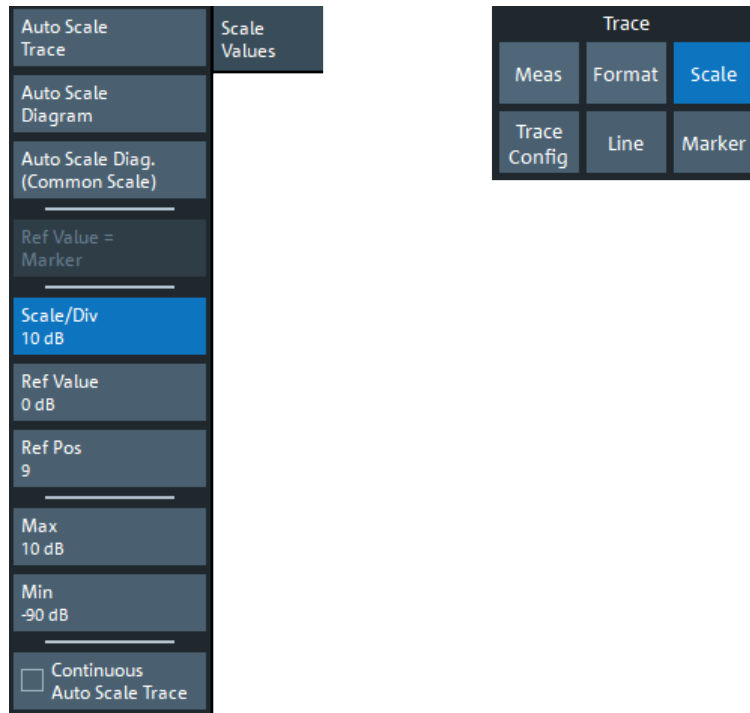 Auto Scale
Trace
Auto Scale
Diagram
Auto Scale Diag.
(Common Scale)
Ref Value =
Marker
Scale/Div
10 dB
Ref Value
0 dB
Ref Pos
9
Max
10 dB
Min
-90 dB
Continuous
Auto Scale Trace
Scale
Values
Trace
Meas
Format
Scale
Trace
Config
Line
Marker